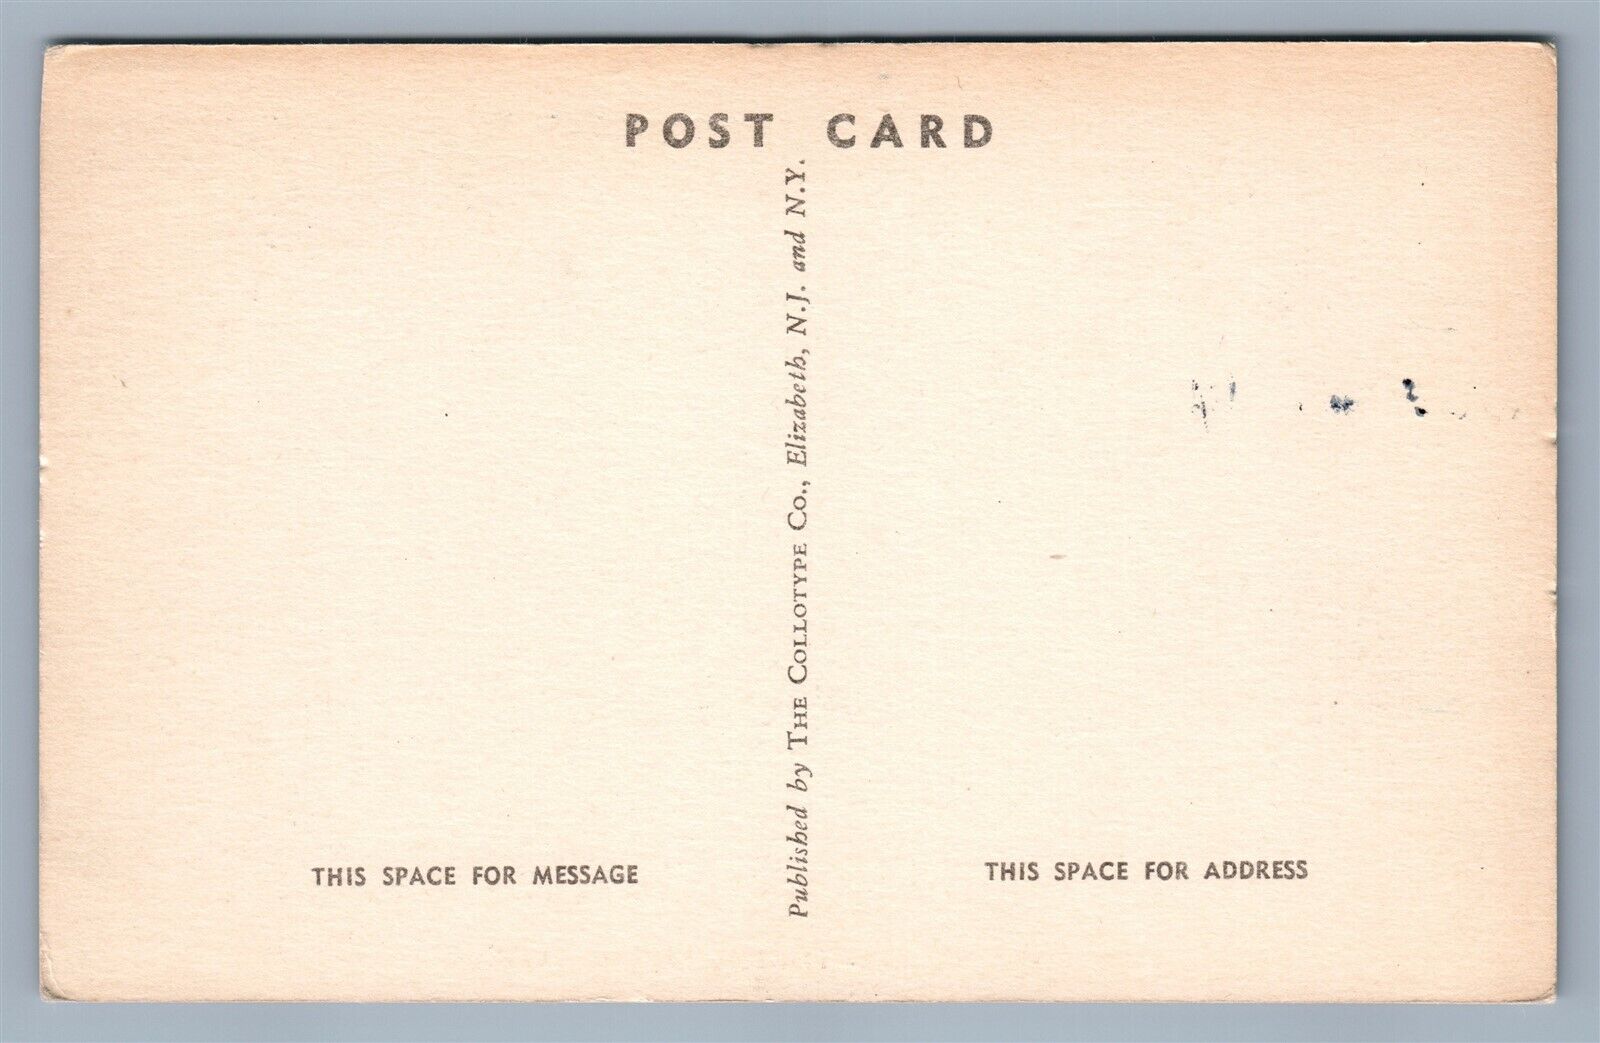 POST CARD
Published by THE COLLOTYPE CO., Elizabeth, N.J. and N.Y.
THIS SPACE FOR MESSAGE
THIS SPACE FOR ADDRESS